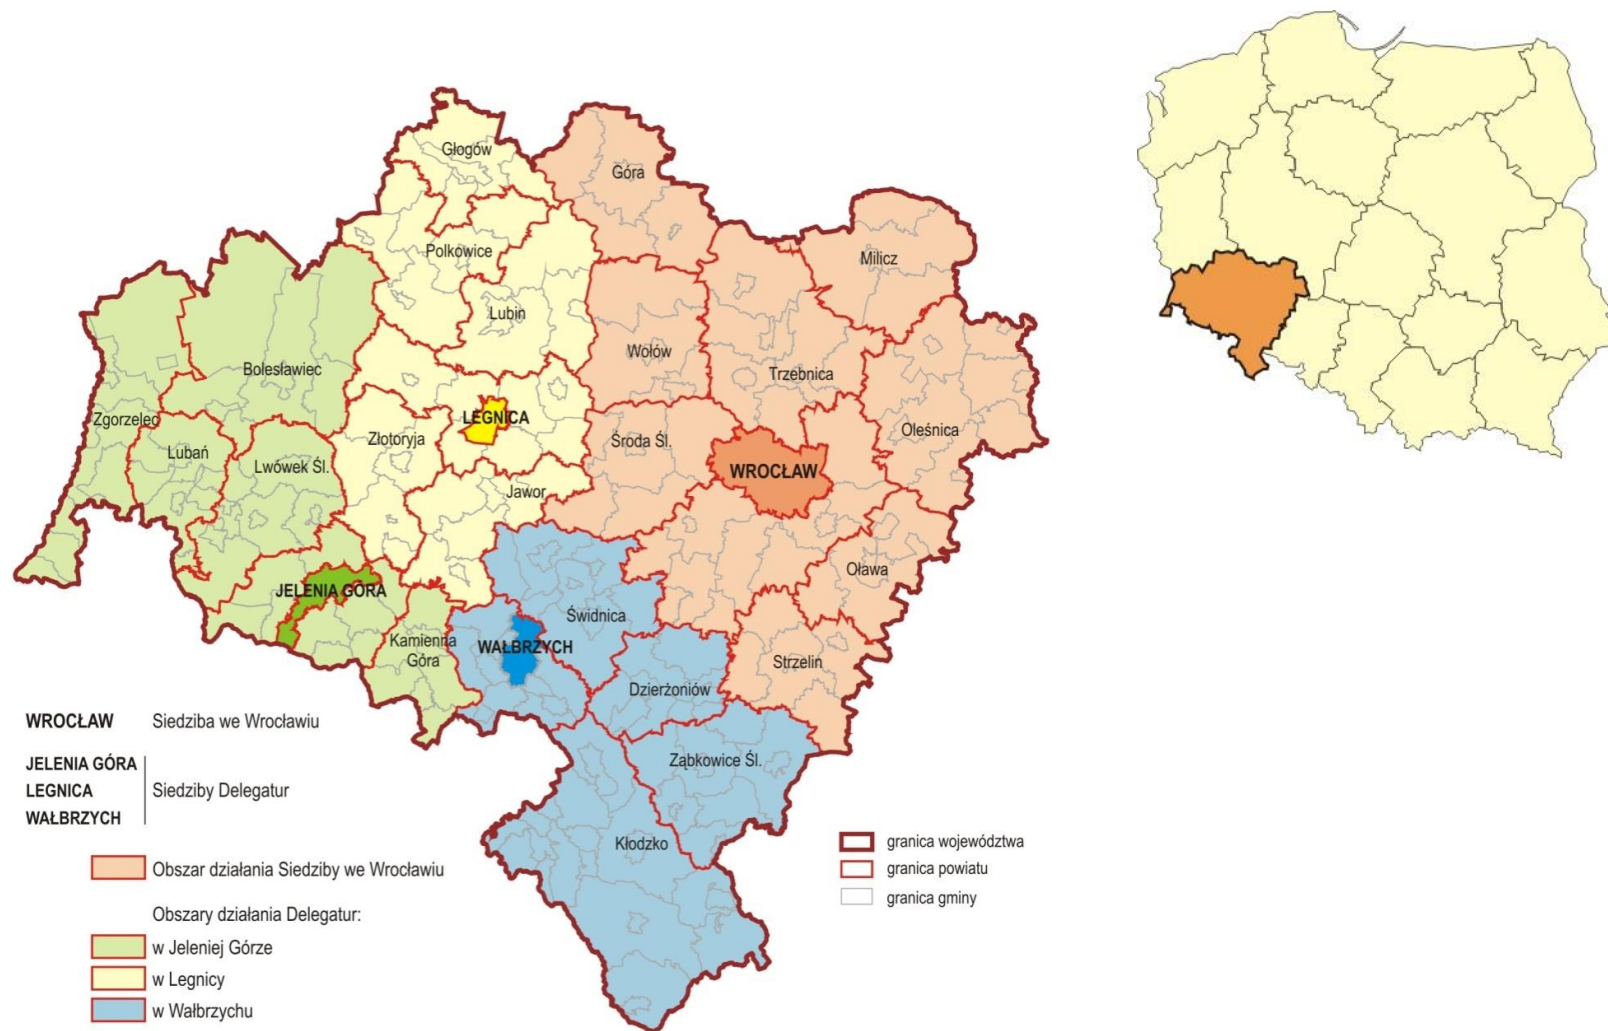 Głogów
Góra
Polkowice
Milicz
Lubin
Wołów
Bolesławiec
Trzebnica
Zgorzelec
LEGNICA
Złotoryja
Środa Śl.
Oleśnica
Lubań
Lwówek Śl.
WROCŁAW
Jawor
Oława
JELENIA GÓRA
Świdnica
Kamienna
Góra
WAŁBRZYCH
Strzelin
Dzierżoniów
Ząbkowice Śl.
Kłodzko
WROCŁAW Siedziba we Wrocławiu
JELENIA GÓRA
LEGNICA Siedziby Delegatur
WAŁBRZYCH
Obszar działania Siedziby we Wrocławiu
Obszary działania Delegatur:
w Jeleniej Górze
w Legnicy
w Wałbrzychu
granica województwa
granica powiatu
granica gminy